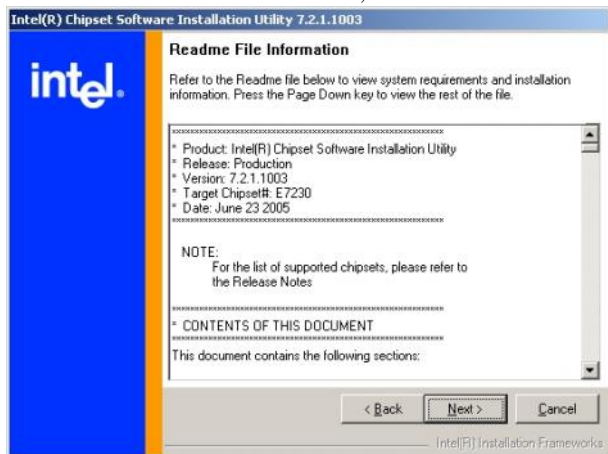 Intel(R) Chipset Software Installation Utility 7.2.1.1003
intel.
Readme File Information
Refer to the Readme file below to view system requirements and installation
information. Press the Page Down key to view the rest of the file.
************************************************************
* Product: Intel(R) Chipset Software Installation Utility
* Release: Production
* Version: 7.2.1.1003
* Target Chipset#: E7230
* Date: June 23 2005
************************************************************
NOTE:
For the list of supported chipsets, please refer to
the Release Notes
************************************************************
* CONTENTS OF THIS DOCUMENT
************************************************************
This document contains the following sections:
< Back
Next >
Cancel
Intel(R) Installation Frameworks